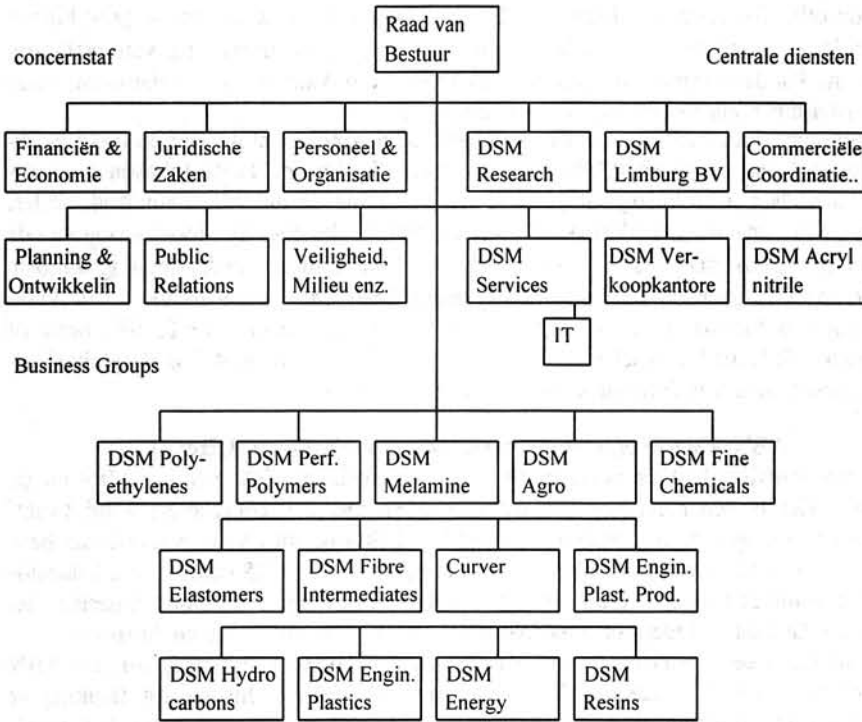 Raad van
Bestuur
concernstaf
Centrale diensten
Financiën &
Economie
Juridische
Zaken
Personeel &
Organisatie
DSM
Research
DSM
Limburg BV
Commerciële
Coordinatie..
Planning &
Ontwikkelin
Public
Relations
Veiligheid,
Milieu enz.
DSM
Services
DSM Ver-
koopkantore
DSM Acryl
nitrile
IT
Business Groups
DSM Poly-
ethylenes
DSM Perf.
Polymers
DSM
Melamine
DSM
Agro
DSM Fine
Chemicals
DSM
Elastomers
DSM Fibre
Intermediates
Curver
DSM Engin.
Plast. Prod.
DSM Hydro
carbons
DSM Engin.
Plastics
DSM
Energy
DSM
Resins